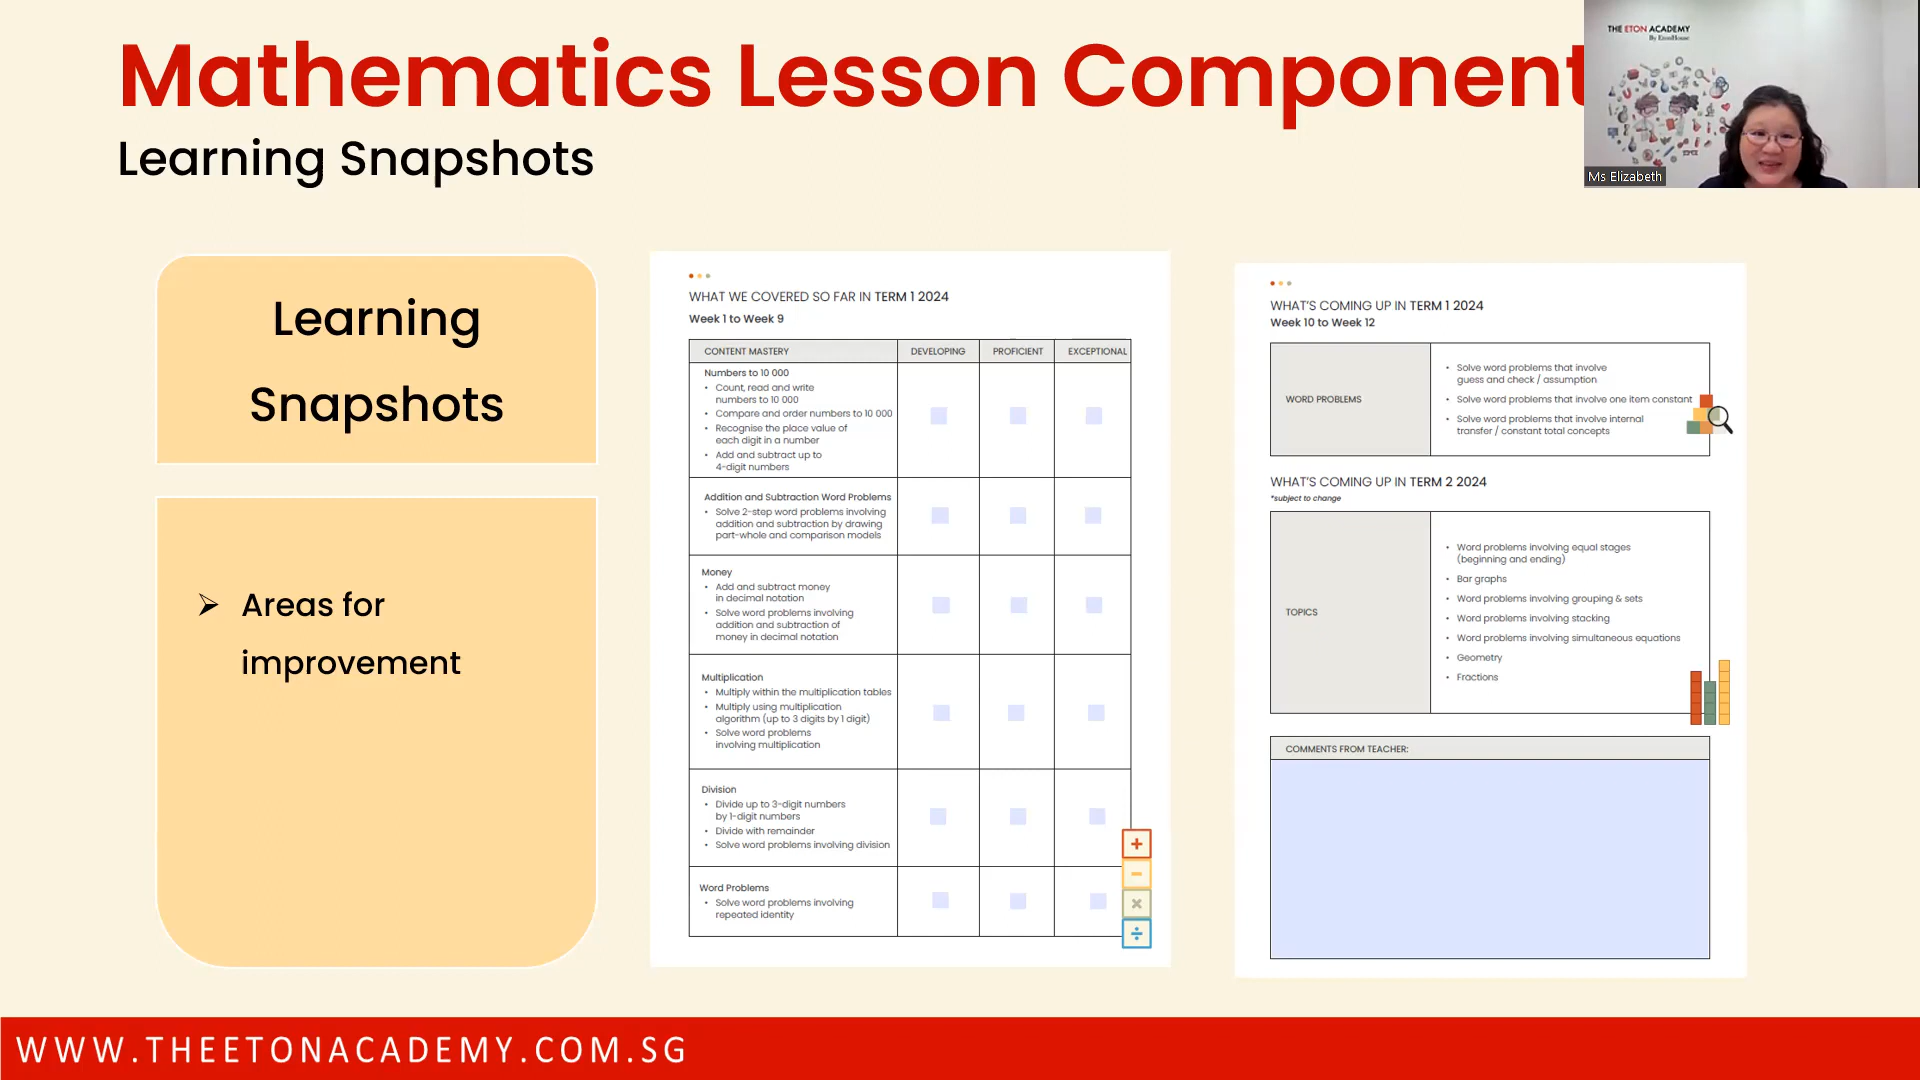 Mathematics Lesson Component
Learning Snapshots
THE ETON ACADEMY
By EtonHouse
Ms Elizabeth
Learning
Snapshots
➢ Areas for
improvement
WHAT WE COVERED SO FAR IN TERM 1 2024
Week 1 to Week 9
CONTENT MASTERY DEVELOPING PROFICIENT EXCEPTIONAL
Numbers to 10 000
• Count, read and write
numbers to 10 000
• Compare and order numbers to 10 000
• Recognise the place value of
each digit in a number
• Add and subtract up to
4-digit numbers
Addition and Subtraction Word Problems
• Solve 2-step word problems involving
addition and subtraction by drawing
part-whole and comparison models
Money
• Add and subtract money
in decimal notation
• Solve word problems involving
addition and subtraction of
money in decimal notation
Multiplication
• Multiply within the multiplication tables
• Multiply using multiplication
algorithm (up to 3 digits by 1 digit)
• Solve word problems
involving multiplication
Division
• Divide up to 3-digit numbers
by 1-digit numbers
• Divide with remainder
• Solve word problems involving division
Word Problems
• Solve word problems involving
repeated identity
+
−
×
÷
WHAT'S COMING UP IN TERM 1 2024
Week 10 to Week 12
WORD PROBLEMS
• Solve word problems that involve
guess and check / assumption
• Solve word problems that involve one item constant
• Solve word problems that involve internal
transfer / constant total concepts
WHAT'S COMING UP IN TERM 2 2024
*subject to change
TOPICS
• Word problems involving equal stages
(beginning and ending)
• Bar graphs
• Word problems involving grouping & sets
• Word problems involving stacking
• Word problems involving simultaneous equations
• Geometry
• Fractions
COMMENTS FROM TEACHER:
WWW.THEETONACADEMY.COM.SG